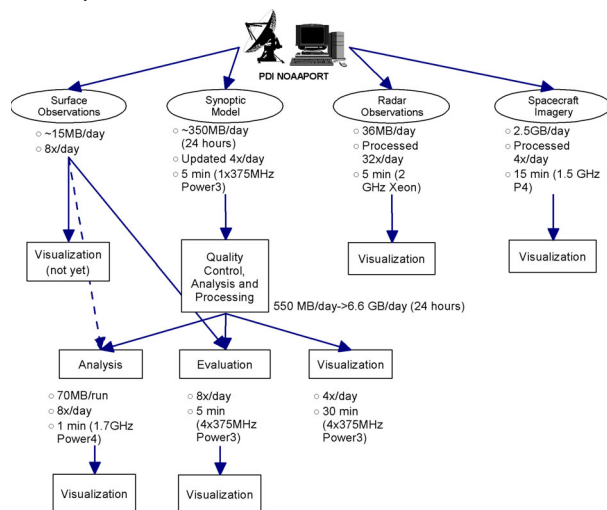 PDI NOAAPORT
Surface
Observations
○ ~15MB/day
○ 8x/day
Synoptic
Model
○ ~350MB/day
(24 hours)
○ Updated 4x/day
○ 5 min (1x375MHz
Power3)
Radar
Observations
○ 36MB/day
○ Processed
32x/day
○ 5 min (2
GHz Xeon)
Spacecraft
Imagery
○ 2.5GB/day
○ Processed
4x/day
○ 15 min (1.5 GHz
P4)
Visualization
(not yet)
Quality
Control,
Analysis and
Processing
Visualization
Visualization
550 MB/day->6.6 GB/day (24 hours)
Analysis
○ 70MB/run
○ 8x/day
○ 1 min (1.7GHz
Power4)
Evaluation
○ 8x/day
○ 5 min
(4x375MHz
Power3)
Visualization
○ 4x/day
○ 30 min
(4x375MHz
Power3)
Visualization
Visualization